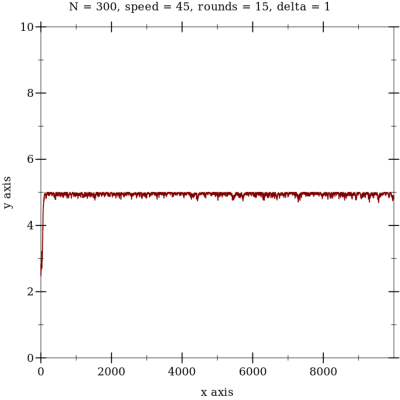 N = 300, speed = 45, rounds = 15, delta = 1
10
8
6
4
2
0
y axis
0 2000 4000 6000 8000
x axis